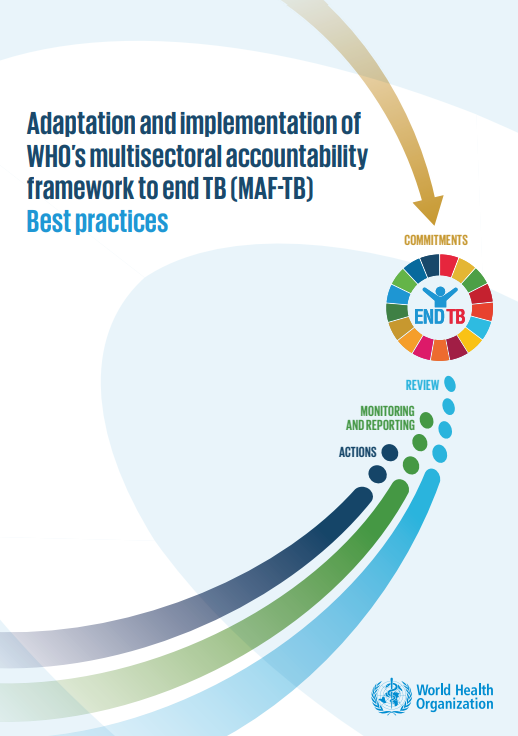 Adaptation and implementation of
WHO's multisectoral accountability
framework to end TB (MAF-TB)
Best practices
COMMITMENTS
END TB
REVIEW
MONITORING
AND REPORTING
ACTIONS
World Health
Organization